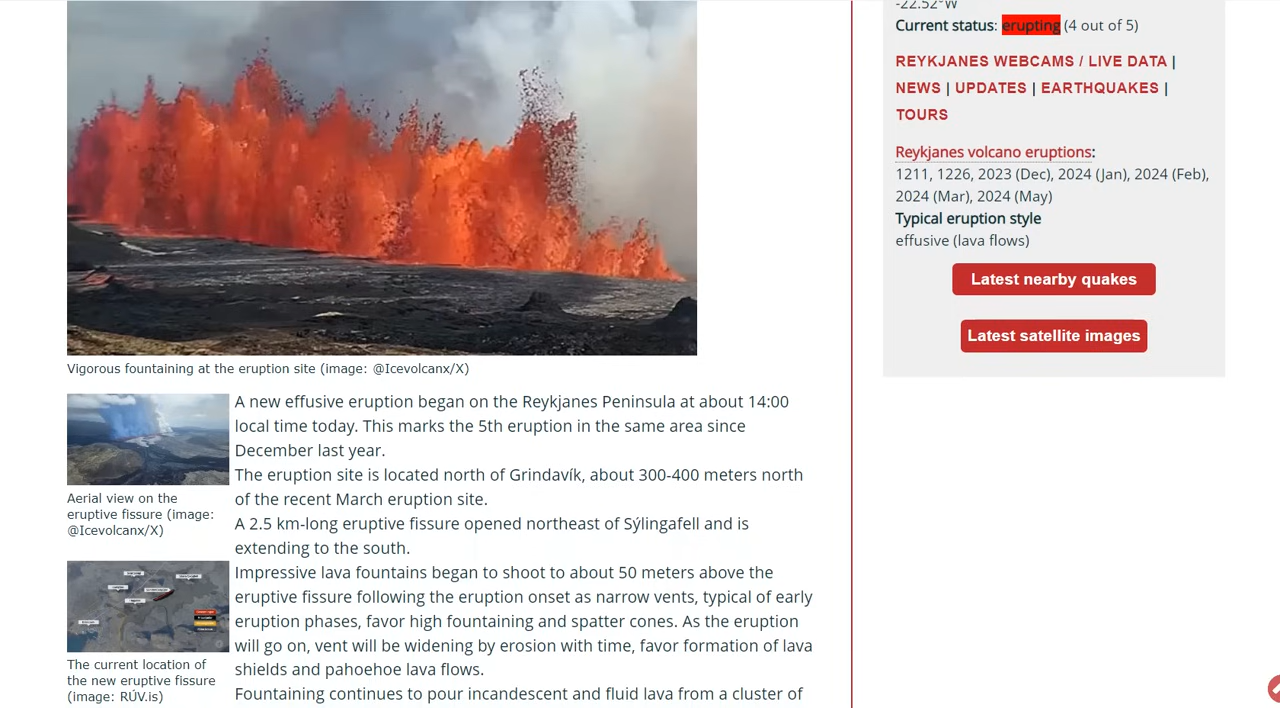 Vigorous fountaining at the eruption site (image: @Icevolcanx/X)
Aerial view on the
eruptive fissure (image:
@Icevolcanx/X)
The current location of
the new eruptive fissure
(image: RÚV.is)
A new effusive eruption began on the Reykjanes Peninsula at about 14:00
local time today. This marks the 5th eruption in the same area since
December last year.
The eruption site is located north of Grindavík, about 300-400 meters north
of the recent March eruption site.
A 2.5 km-long eruptive fissure opened northeast of Sýlingafell and is
extending to the south.
Impressive lava fountains began to shoot to about 50 meters above the
eruptive fissure following the eruption onset as narrow vents, typical of early
eruption phases, favor high fountaining and spatter cones. As the eruption
will go on, vent will be widening by erosion with time, favor formation of lava
shields and pahoehoe lava flows.
Fountaining continues to pour incandescent and fluid lava from a cluster of
-22.52°W
Current status: erupting (4 out of 5)
REYKJANES WEBCAMS / LIVE DATA |
NEWS | UPDATES | EARTHQUAKES |
TOURS
Reykjanes volcano eruptions:
1211, 1226, 2023 (Dec), 2024 (Jan), 2024 (Feb),
2024 (Mar), 2024 (May)
Typical eruption style
effusive (lava flows)
Latest nearby quakes
Latest satellite images